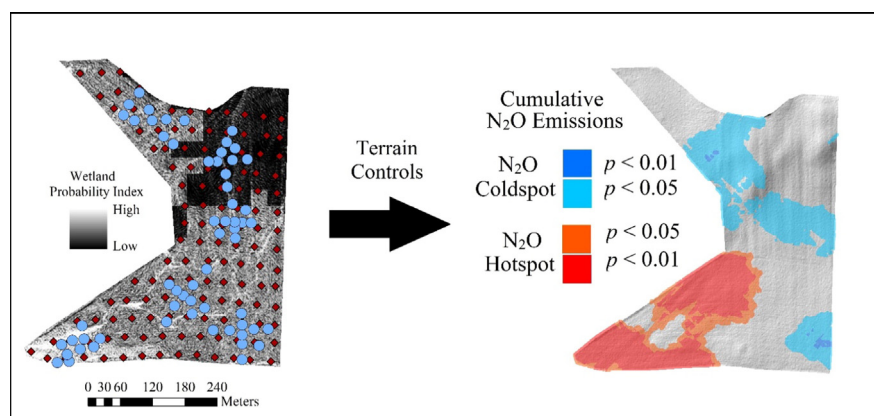 Wetland
Probability Index
High
Low
0 30 60 120 180 240
Meters
Terrain
Controls
Cumulative
N₂O Emissions
N₂O
Coldspot
p < 0.01
p < 0.05
N₂O
Hotspot
p < 0.05
p < 0.01